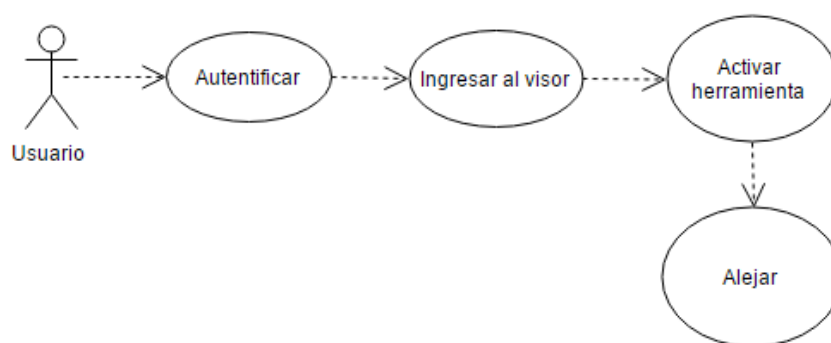 Usuario
Autentificar
Ingresar al visor
Activar
herramienta
Alejar